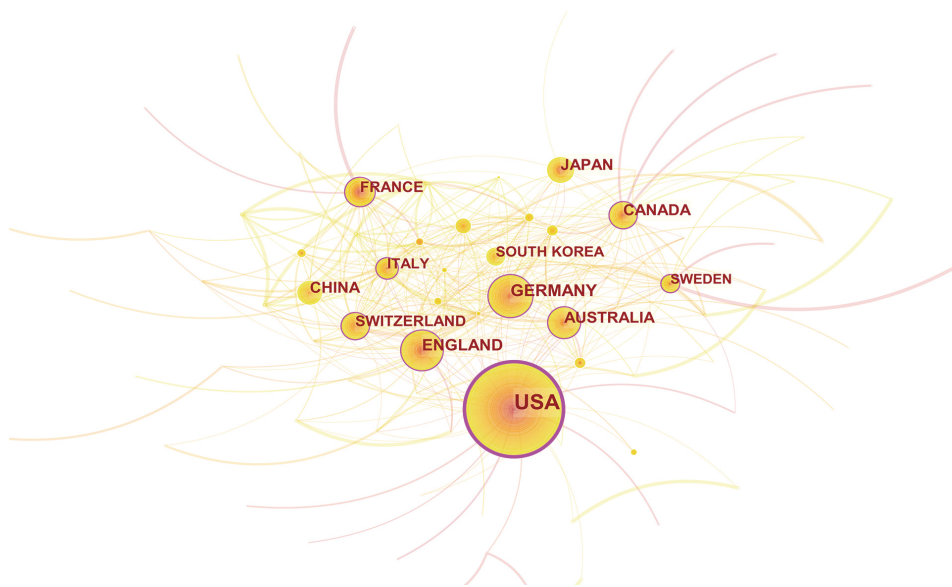 JAPAN
FRANCE
CANADA
SOUTH KOREA
ITALY
SWEDEN
CHINA
GERMANY
SWITZERLAND
AUSTRALIA
ENGLAND
USA